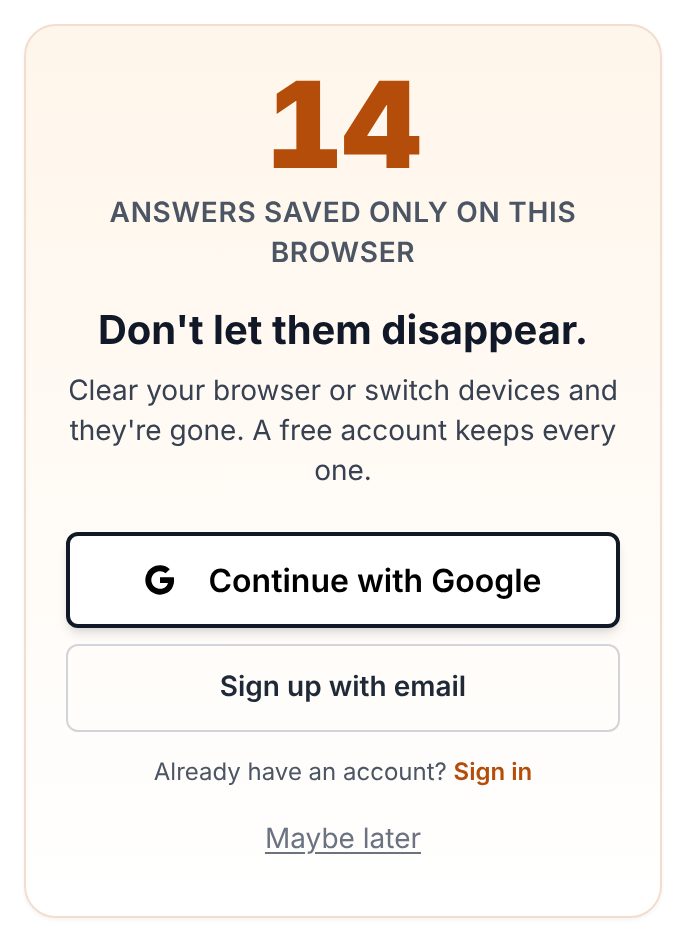 14
ANSWERS SAVED ONLY ON THIS
BROWSER
Don't let them disappear.
Clear your browser or switch devices and
they're gone. A free account keeps every
one.
Continue with Google
Sign up with email
Already have an account? Sign in
Maybe later